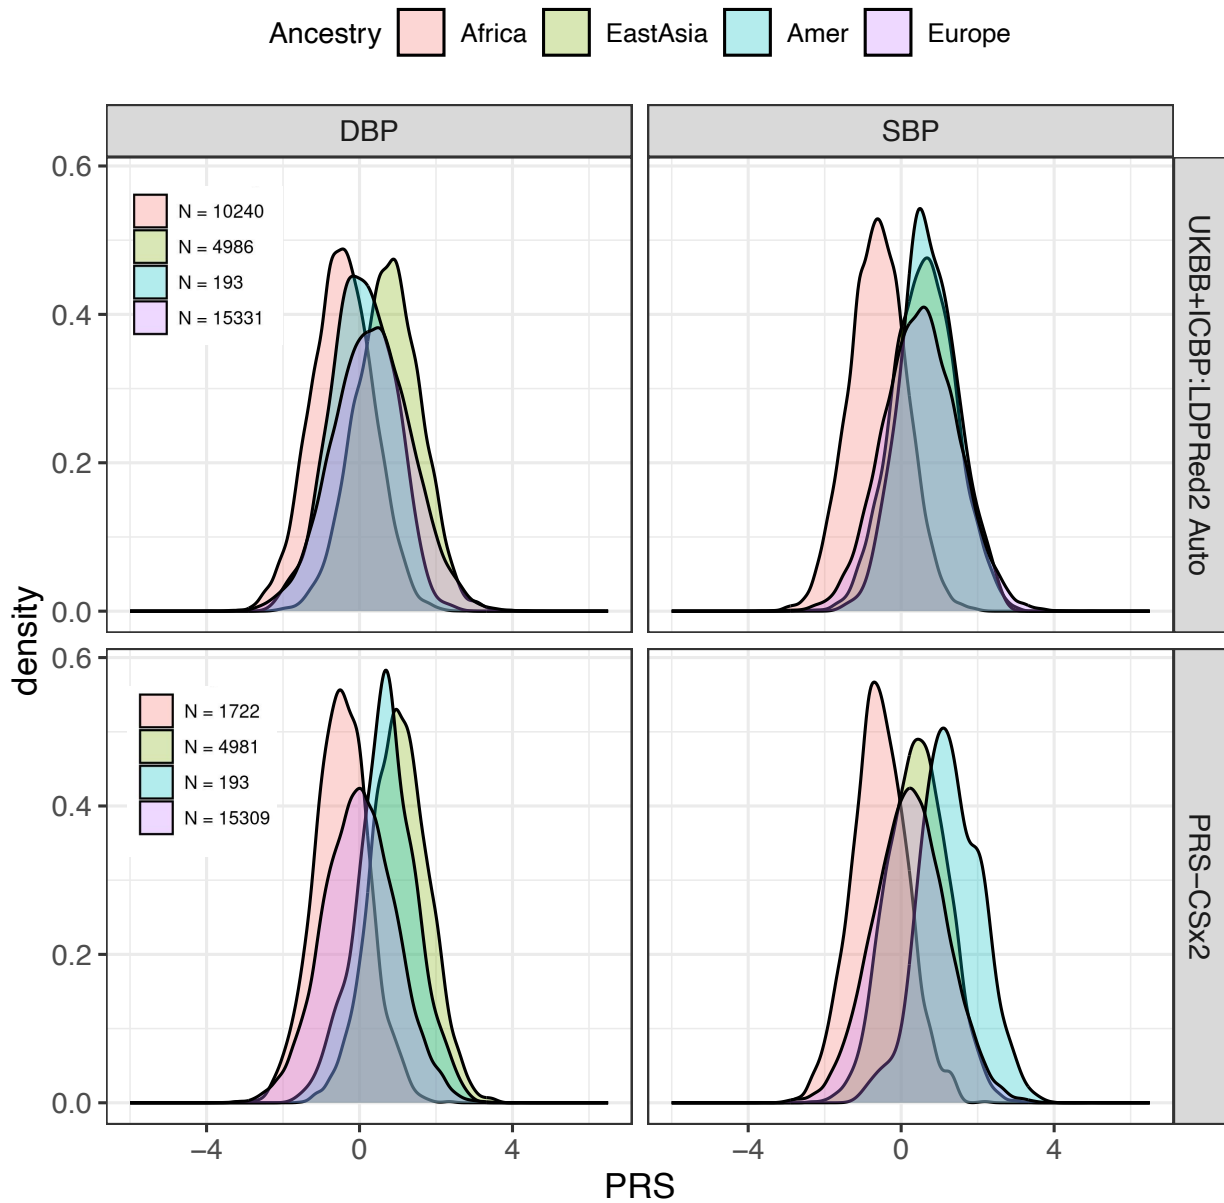 Ancestry Africa EastAsia Amer Europe
DBP SBP
0.6
N = 10240
N = 4986
N = 193
N = 15331
0.4
0.2
0.0
UKBB+ICBP:LDPRed2 Auto
density
0.6
N = 1722
N = 4981
N = 193
N = 15309
0.4
0.2
0.0
PRS−CSx2
−4 0 4 −4 0 4
PRS